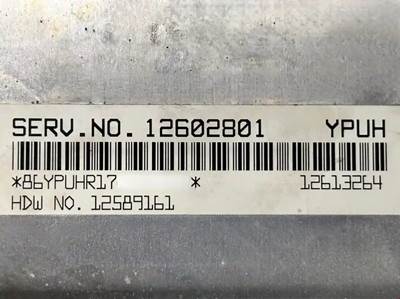 SERV.NO. 12602801 YPUH
*86YPUHR17 * 12613264
HDW NO. 12589161